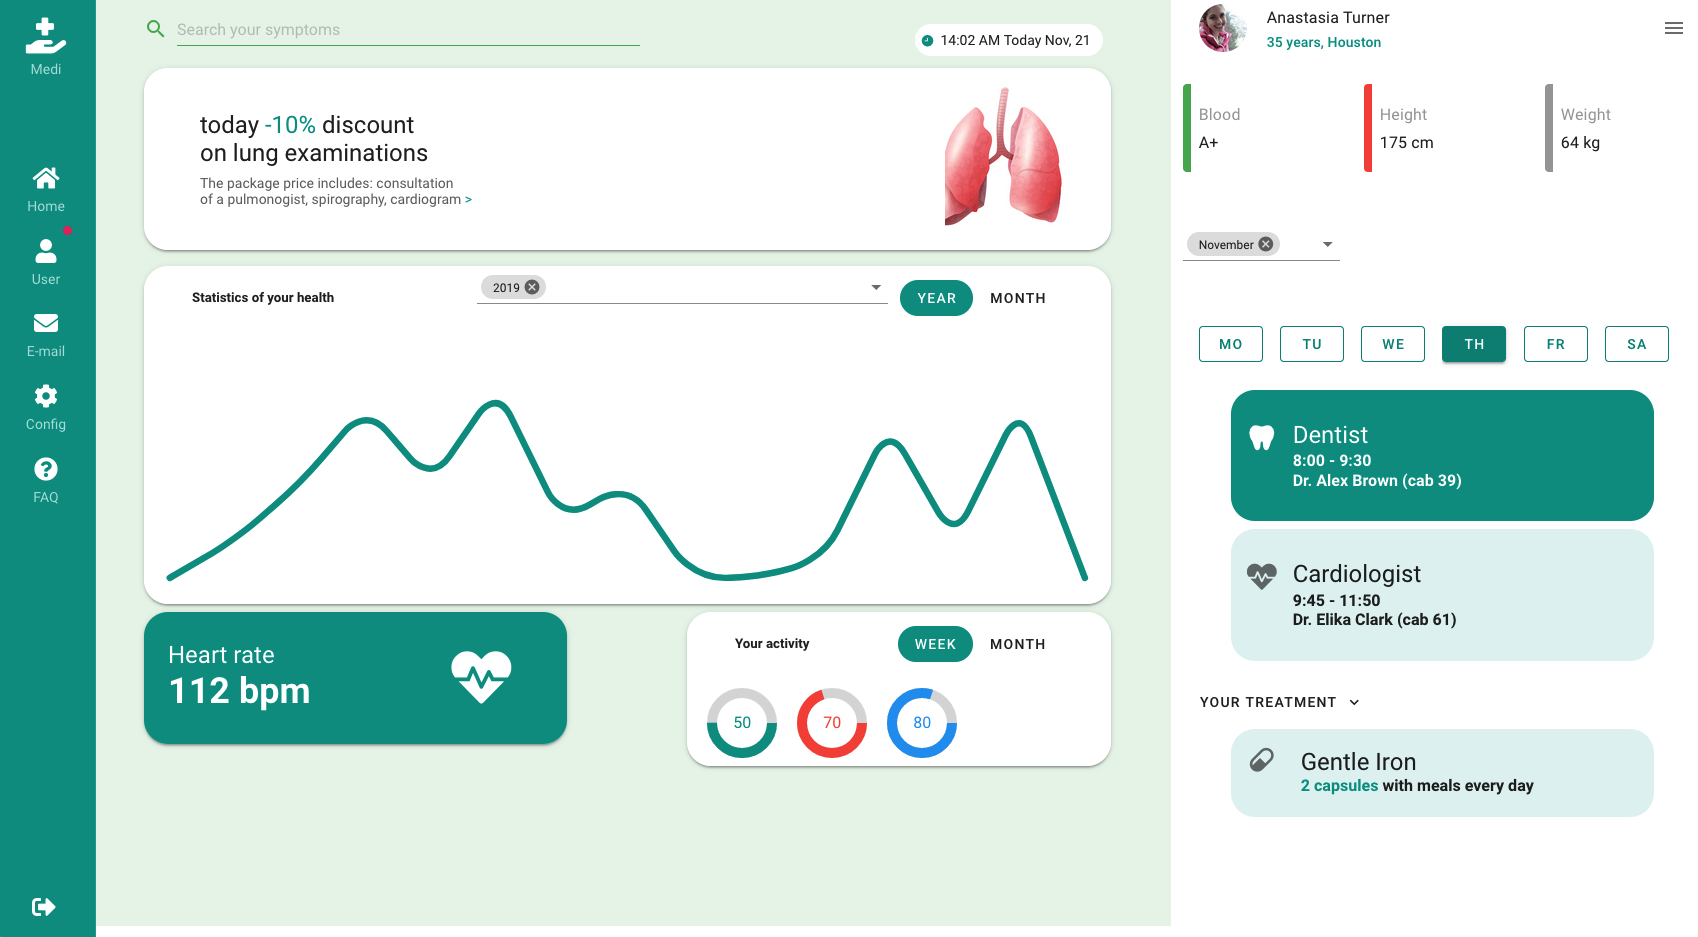 Medi
Home
User
E-mail
Config
FAQ
Search your symptoms
14:02 AM Today Nov, 21
today -10% discount
on lung examinations
The package price includes: consultation
of a pulmonogist, spirography, cardiogram >
Statistics of your health
2019
YEAR
MONTH
Heart rate
112 bpm
Your activity
WEEK
MONTH
50
70
80
Anastasia Turner
35 years, Houston
Blood
A+
Height
175 cm
Weight
64 kg
November
MO
TU
WE
TH
FR
SA
Dentist
8:00 - 9:30
Dr. Alex Brown (cab 39)
Cardiologist
9:45 - 11:50
Dr. Elika Clark (cab 61)
YOUR TREATMENT
Gentle Iron
2 capsules with meals every day